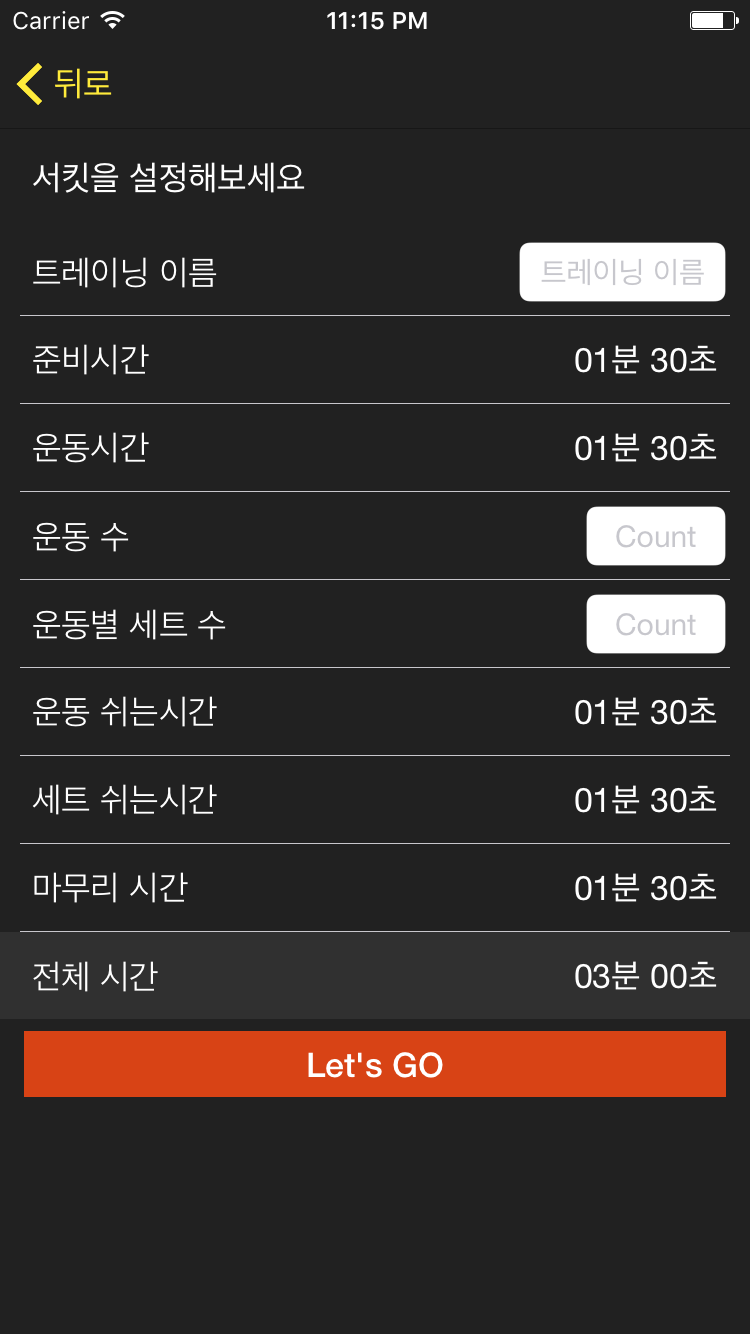 Carrier 11:15 PM
뒤로
서킷을 설정해보세요
트레이닝 이름 트레이닝 이름
준비시간 01분 30초
운동시간 01분 30초
운동 수 Count
운동별 세트 수 Count
운동 쉬는시간 01분 30초
세트 쉬는시간 01분 30초
마무리 시간 01분 30초
전체 시간 03분 00초
Let's GO